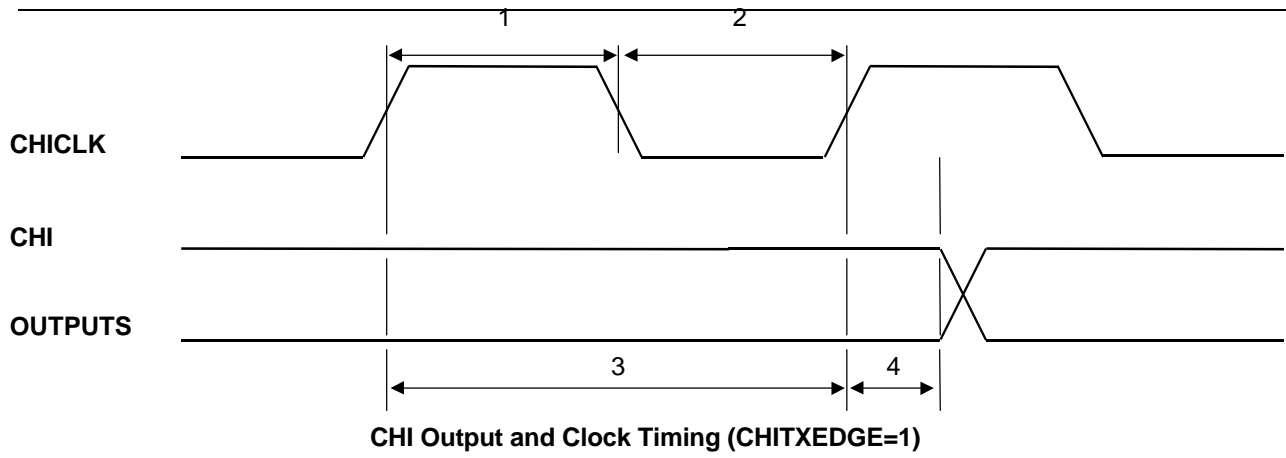 1 2
CHICLK
CHI
OUTPUTS
3 4
CHI Output and Clock Timing (CHITXEDGE=1)